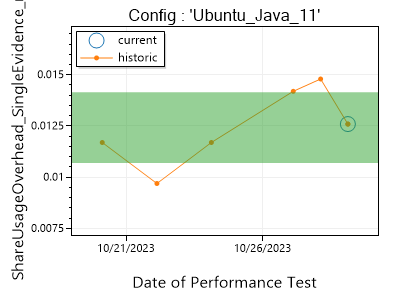 Config : 'Ubuntu_Java_11'
current
historic
ShareUsageOverhead_SingleEvidence_
0.015
0.0125
0.01
0.0075
10/21/2023
10/26/2023
Date of Performance Test